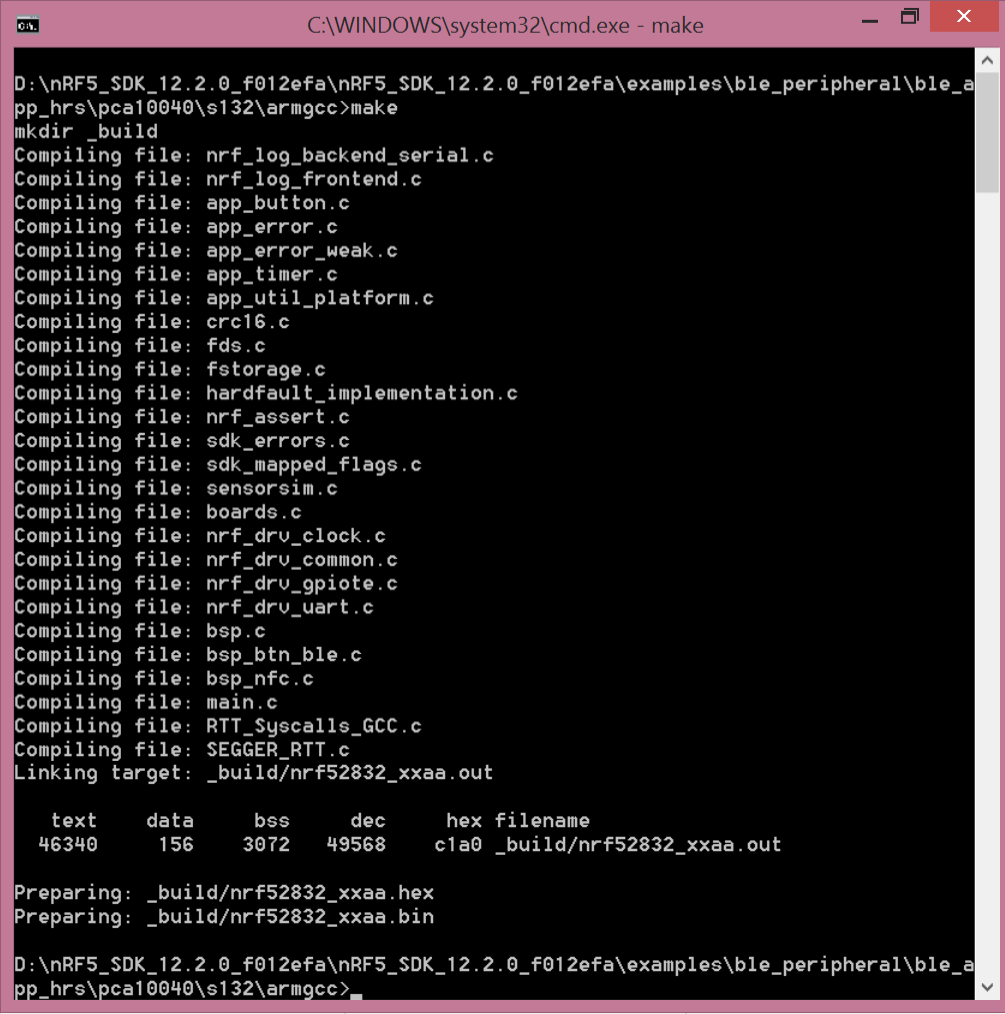 C:\WINDOWS\system32\cmd.exe - make
D:\nRF5_SDK_12.2.0_f012efa\nRF5_SDK_12.2.0_f012efa\examples\ble_peripheral\ble_a
pp_hrs\pca10040\s132\armgcc>make
mkdir _build
Compiling file: nrf_log_backend_serial.c
Compiling file: nrf_log_frontend.c
Compiling file: app_button.c
Compiling file: app_error.c
Compiling file: app_error_weak.c
Compiling file: app_timer.c
Compiling file: app_util_platform.c
Compiling file: crc16.c
Compiling file: fds.c
Compiling file: fstorage.c
Compiling file: hardfault_implementation.c
Compiling file: nrf_assert.c
Compiling file: sdk_errors.c
Compiling file: sdk_mapped_flags.c
Compiling file: sensorsim.c
Compiling file: boards.c
Compiling file: nrf_drv_clock.c
Compiling file: nrf_drv_common.c
Compiling file: nrf_drv_gpiote.c
Compiling file: nrf_drv_uart.c
Compiling file: bsp.c
Compiling file: bsp_btn_ble.c
Compiling file: bsp_nfc.c
Compiling file: main.c
Compiling file: RTT_Syscalls_GCC.c
Compiling file: SEGGER_RTT.c
Linking target: _build/nrf52832_xxaa.out
text data bss dec hex filename
46340 156 3072 49568 c1a0 _build/nrf52832_xxaa.out
Preparing: _build/nrf52832_xxaa.hex
Preparing: _build/nrf52832_xxaa.bin
D:\nRF5_SDK_12.2.0_f012efa\nRF5_SDK_12.2.0_f012efa\examples\ble_peripheral\ble_a
pp_hrs\pca10040\s132\armgcc>_